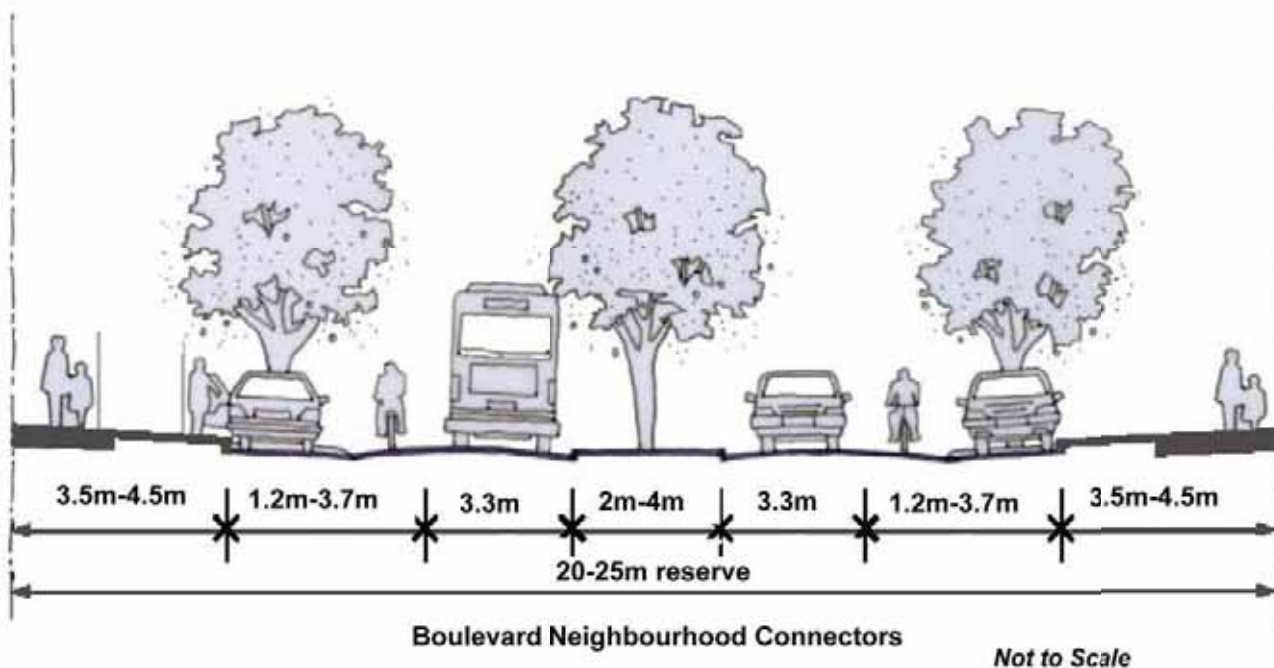 3.5m-4.5m 1.2m-3.7m 3.3m 2m-4m 3.3m 1.2m-3.7m 3.5m-4.5m
20-25m reserve
Boulevard Neighbourhood Connectors
Not to Scale